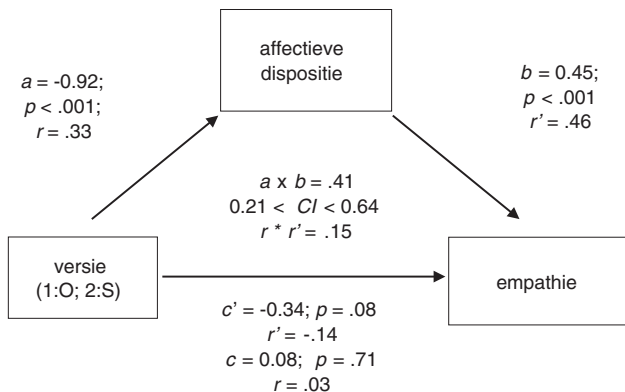 affectieve
dispositie
a = -0.92;
p < .001;
r = .33
b = 0.45;
p < .001
r' = .46
a x b = .41
0.21 < CI < 0.64
r * r' = .15
versie
(1:O; 2:S)
empathie
c' = -0.34; p = .08
r' = -.14
c = 0.08; p = .71
r = .03